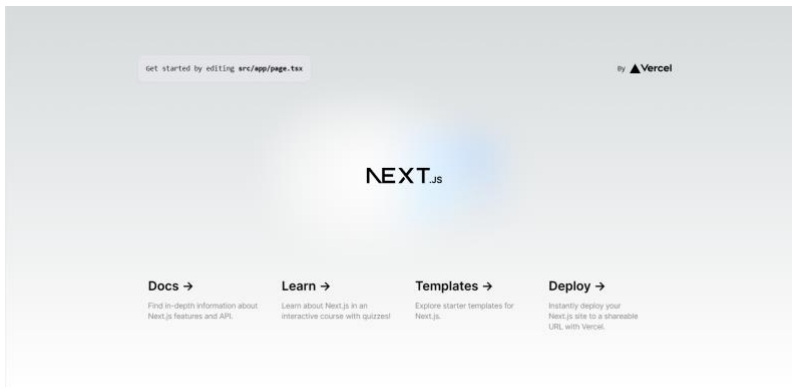 Get started by editing src/app/page.tsx
By Vercel
NEXT.JS
Docs →
Find in-depth information about
Next.js features and API.
Learn →
Learn about Next.js in an
interactive course with quizzes!
Templates →
Explore starter templates for
Next.js.
Deploy →
Instantly deploy your
Next.js site to a shareable
URL with Vercel.